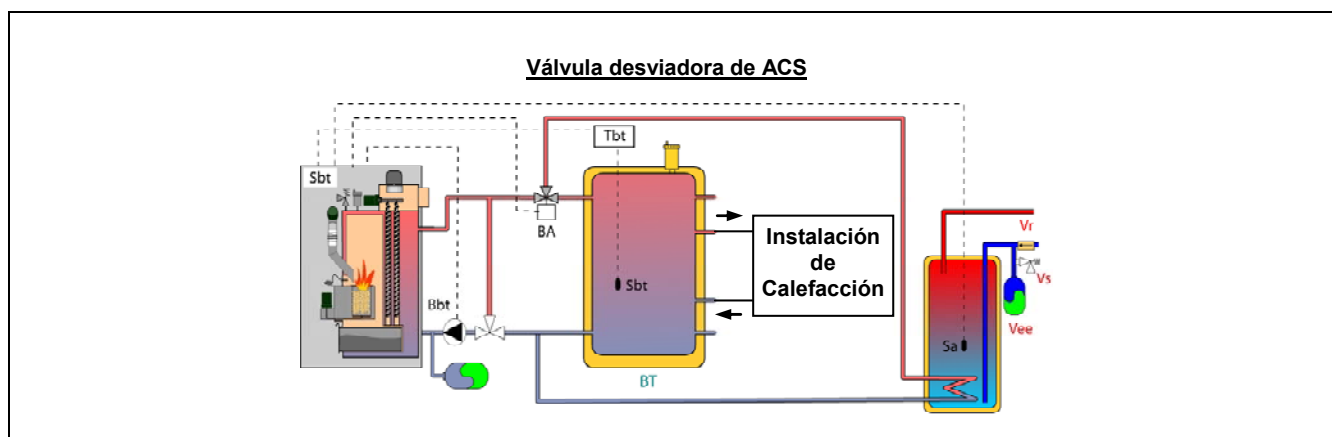 Válvula desviadora de ACS
Tbt
Sbt
BA
Vr
Instalación
de
Calefacción
Vs
Sbt
Bbt
Vee
Sa
BT